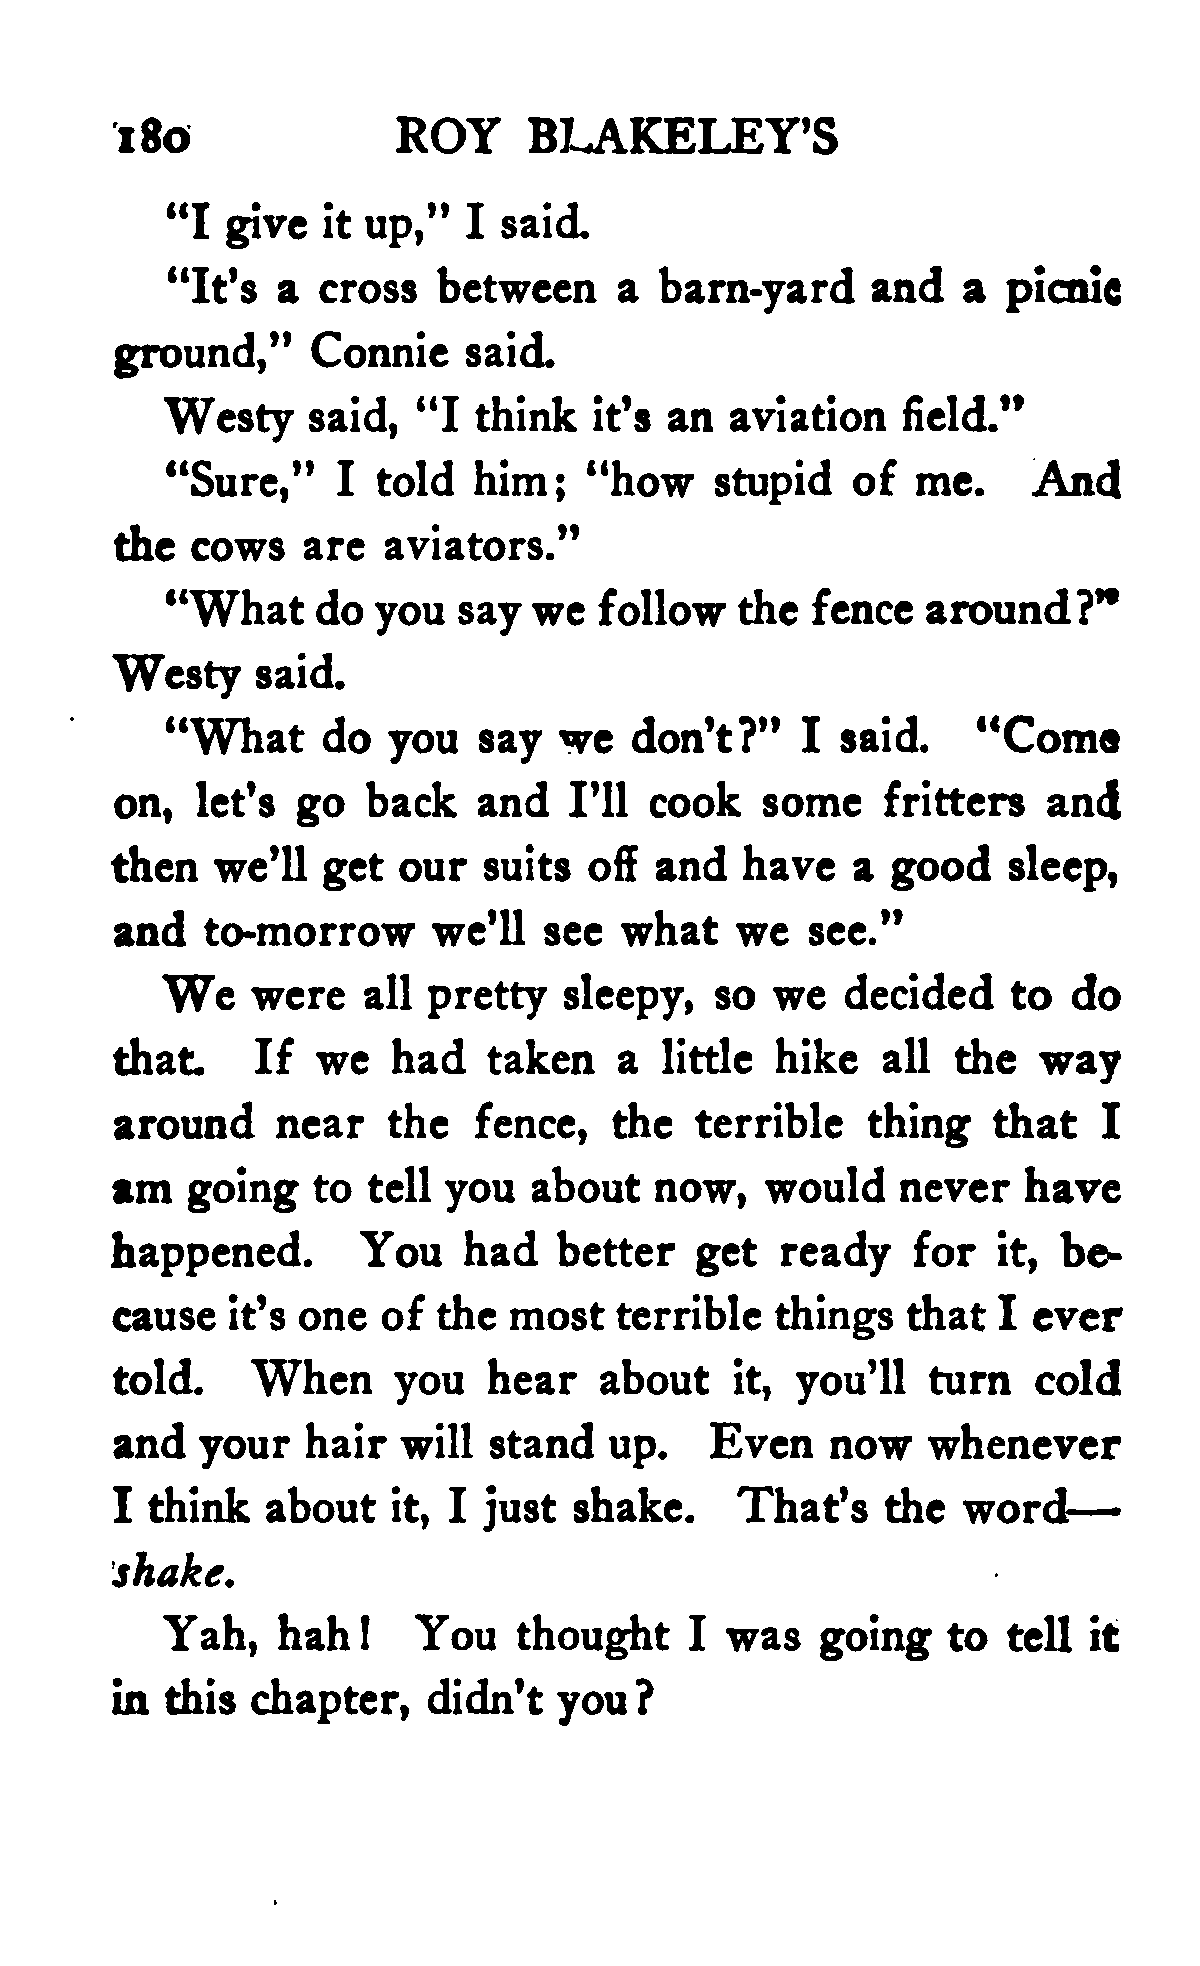 180 ROY BLAKELEY'S
"I give it up," I said.
"It's a cross between a barn-yard and a picnic
ground," Connie said.
Westy said, "I think it's an aviation field."
"Sure," I told him; "how stupid of me. And
the cows are aviators."
"What do you say we follow the fence around?"
Westy said.
"What do you say we don't?" I said. "Come
on, let's go back and I'll cook some fritters and
then we'll get our suits off and have a good sleep,
and to-morrow we'll see what we see."
We were all pretty sleepy, so we decided to do
that. If we had taken a little hike all the way
around near the fence, the terrible thing that I
am going to tell you about now, would never have
happened. You had better get ready for it, be-
cause it's one of the most terrible things that I ever
told. When you hear about it, you'll turn cold
and your hair will stand up. Even now whenever
I think about it, I just shake. That's the word—
shake.
Yah, hah! You thought I was going to tell it
in this chapter, didn't you?